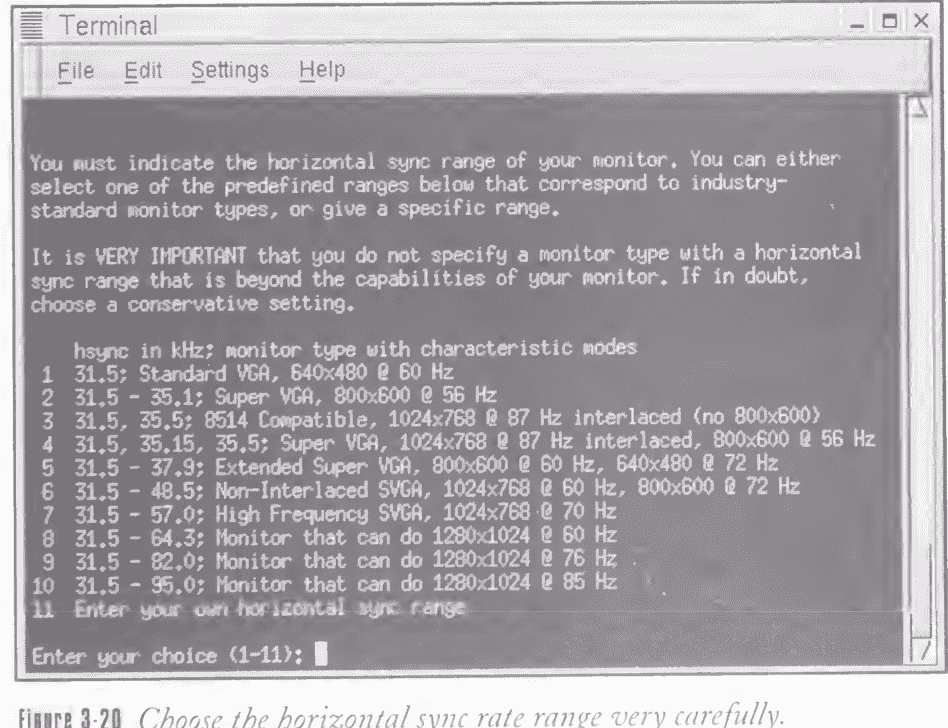 Terminal
File Edit Settings Help
You must indicate the horizontal sync range of your monitor. You can either
select one of the predefined ranges below that correspond to industry-
standard monitor types, or give a specific range.
It is VERY IMPORTANT that you do not specify a monitor type with a horizontal
sync range that is beyond the capabilities of your monitor. If in doubt,
choose a conservative setting.
hsync in kHz; monitor type with characteristic modes
1 31.5; Standard VGA, 640x480 @ 60 Hz
2 31.5 - 35.1; Super VGA, 800x600 @ 56 Hz
3 31.5, 35.5; 8514 Compatible, 1024x768 @ 87 Hz interlaced (no 800x600)
4 31.5, 35.15, 35.5; Super VGA, 1024x768 @ 87 Hz interlaced, 800x600 @ 56 Hz
5 31.5 - 37.9; Extended Super VGA, 800x600 @ 60 Hz, 640x480 @ 72 Hz
6 31.5 - 48.5; Non-Interlaced SVGA, 1024x768 @ 60 Hz, 800x600 @ 72 Hz
7 31.5 - 57.0; High Frequency SVGA, 1024x768 @ 70 Hz
8 31.5 - 64.3; Monitor that can do 1280x1024 @ 60 Hz
9 31.5 - 82.0; Monitor that can do 1280x1024 @ 76 Hz
10 31.5 - 95.0; Monitor that can do 1280x1024 @ 85 Hz
11 Enter your own horizontal sync range
Enter your choice (1-11):
Figure 3-20 Choose the horizontal sync rate range very carefully.